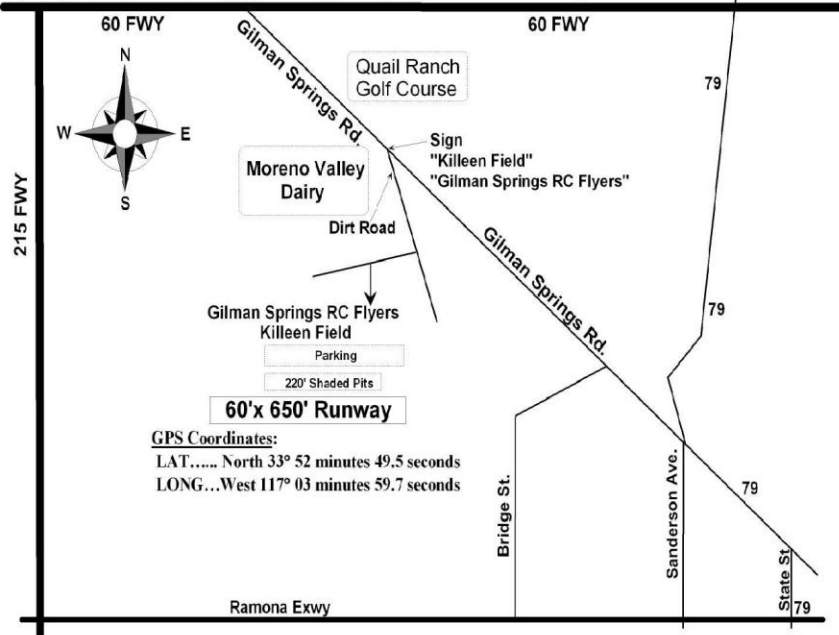 60 FWY
60 FWY
N
W
E
S
215 FWY
Gilman Springs Rd.
Quail Ranch
Golf Course
79
Sign
"Killeen Field"
"Gilman Springs RC Flyers"
Moreno Valley
Dairy
Dirt Road
Gilman Springs Rd.
79
Gilman Springs RC Flyers
Killeen Field
Parking
220' Shaded Pits
60'x 650' Runway
GPS Coordinates:
LAT...... North 33° 52 minutes 49.5 seconds
LONG...West 117° 03 minutes 59.7 seconds
Bridge St.
Sanderson Ave.
79
State St
79
Ramona Exwy